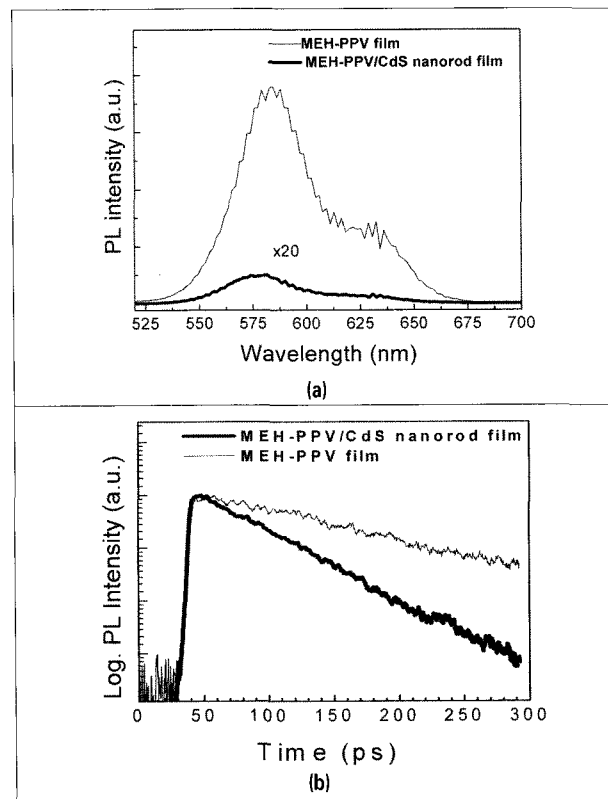 MEH-PPV film
MEH-PPV/CdS nanorod film
PL intensity (a.u.)
x20
525 550 575 600 625 650 675 700
Wavelength (nm)
(a)
MEH-PPV/CdS nanorod film
MEH-PPV film
Log. PL Intensity (a.u.)
0 50 100 150 200 250 300
Time (ps)
(b)